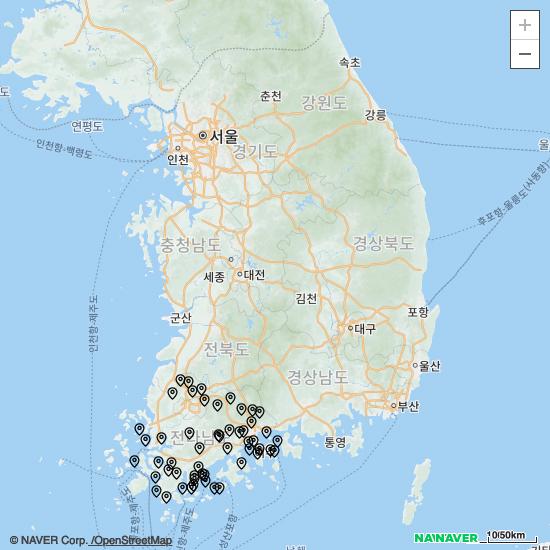 +
−
속초
춘천
강원도
강릉
도
연평도
서울
울
인천
경기도
인천항-백령도
후포항-울릉도(사동항)
충청남도
경상북도
세종
대전
김천
인천항-제주도
군산
포항
대구
전북도
울산
경상남도
부산
전라남
통영
제주도
성산포항
© NAVER Corp. /OpenStreetMap
NAVER
10/50km